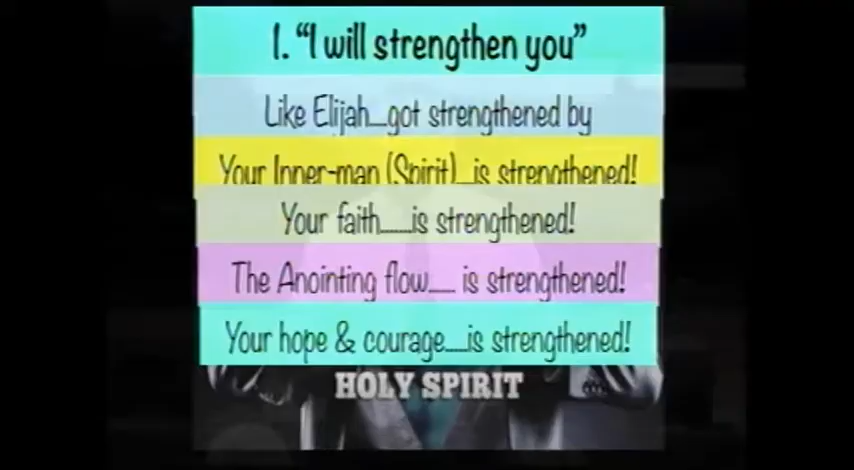 1. “I will strengthen you”
Like Elijah....got strengthened by
Your Inner-man (Spirit)....is strengthened!
Your faith.......is strengthened!
The Anointing flow..... is strengthened!
Your hope & courage.....is strengthened!
HOLY SPIRIT